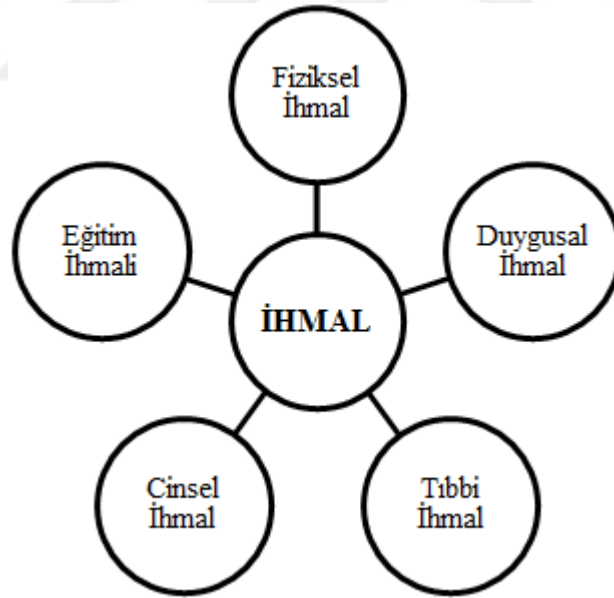 Fiziksel
İhmal
Eğitim
İhmali
Duygusal
İhmal
İHMAL
Cinsel
İhmal
Tıbbi
İhmal